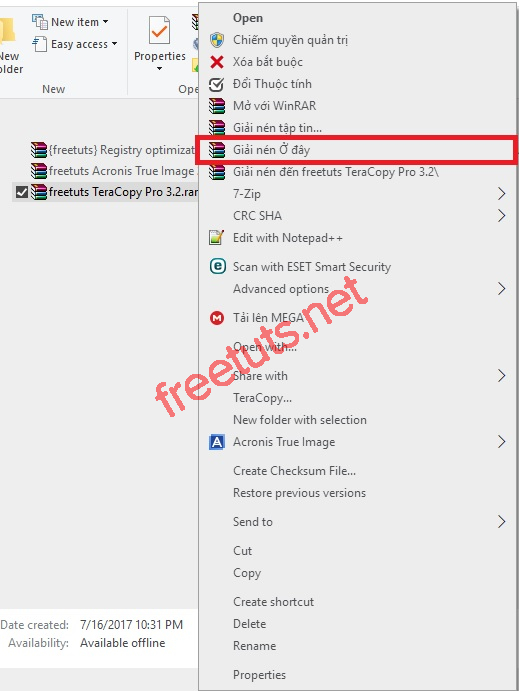 New
folder
New item
Easy access
Properties
New
Ope
{freetuts} Registry optimizat
freetuts Acronis True Image
freetuts TeraCopy Pro 3.2.rar
Open
Chiếm quyền quản trị
Xóa bắt buộc
Đổi Thuộc tính
Mở với WinRAR
Giải nén tập tin...
Giải nén Ở đây
Giải nén đến freetuts TeraCopy Pro 3.2\
7-Zip
CRC SHA
Edit with Notepad++
Scan with ESET Smart Security
Advanced options
Tải lên MEGA
Open with...
Share with
TeraCopy...
New folder with selection
Acronis True Image
Create Checksum File...
Restore previous versions
Send to
Cut
Copy
Create shortcut
Delete
Rename
Properties
Date created: 7/16/2017 10:31 PM
Availability: Available offline
freetuts.net